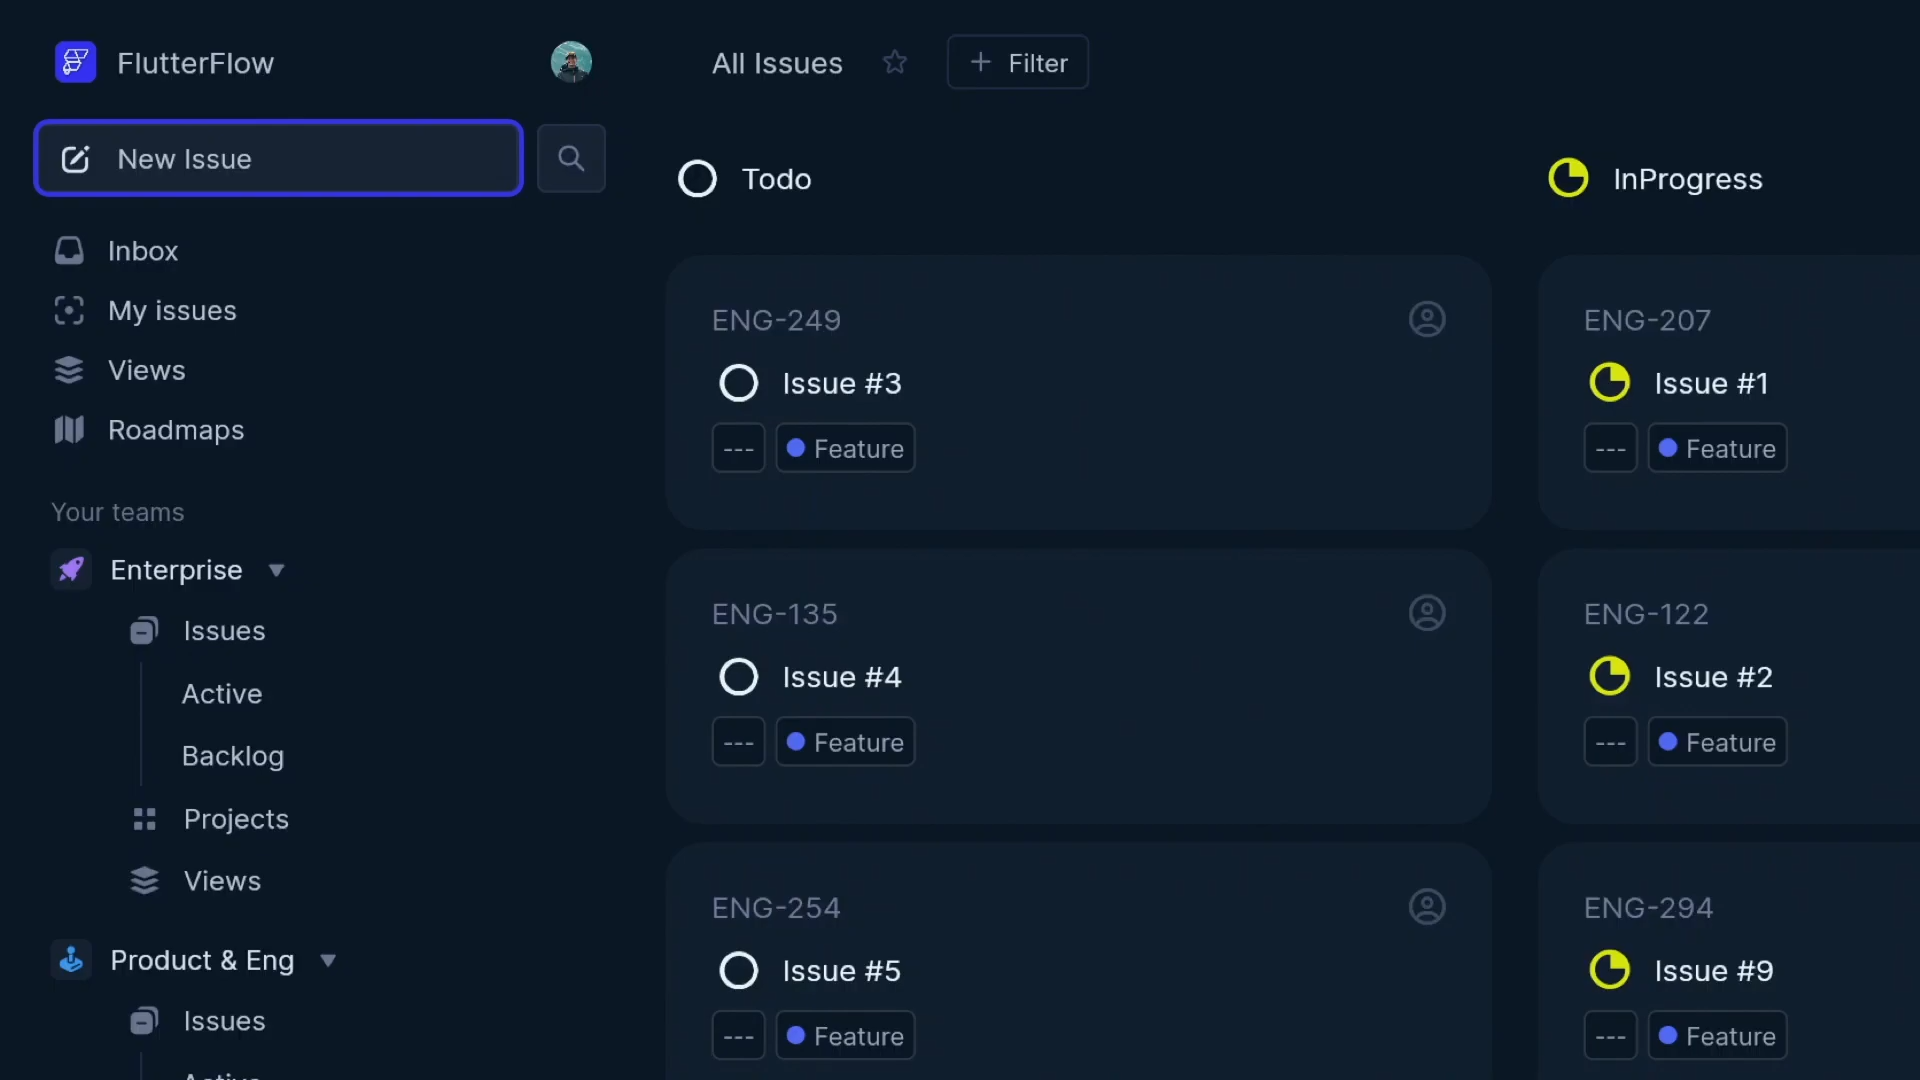 FlutterFlow
New Issue
Inbox
My issues
Views
Roadmaps
Your teams
Enterprise
Issues
Active
Backlog
Projects
Views
Product & Eng
Issues
Active
All Issues
Filter
Todo
ENG-249
Issue #3
--- Feature
ENG-135
Issue #4
--- Feature
ENG-254
Issue #5
--- Feature
InProgress
ENG-207
Issue #1
--- Feature
ENG-122
Issue #2
--- Feature
ENG-294
Issue #9
--- Feature